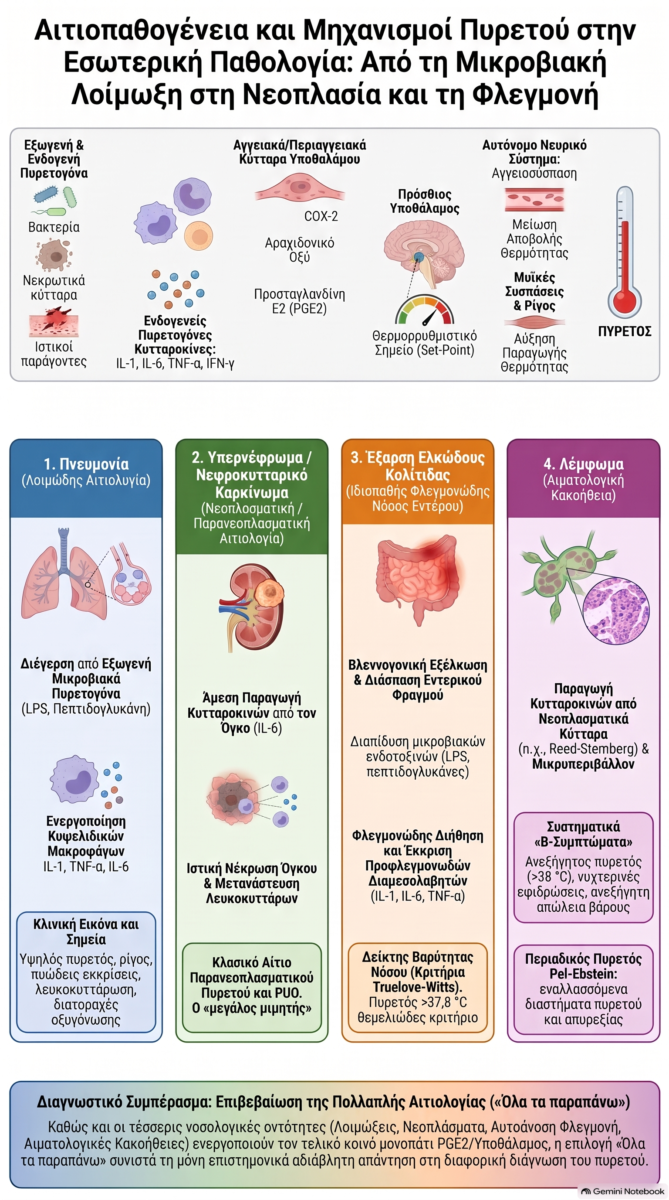 Αιτιοπαθογένεια και Μηχανισμοί Πυρετού στην
Εσωτερική Παθολογία: Από τη Μικροβιακή
Λοίμωξη στη Νεοπλασία και τη Φλεγμονή
Εξωγενή &
Ενδογενή
Πυρετογόνα
Βακτερία
Νεκρωτικά
κύτταρα
Ιστικοί
παράγοντες
Ενδογενείς
Πυρετογόνες
Κυτταροκίνες:
IL-1, IL-6, TNF-α, IFN-γ
Αγγειακά/Περιαγγειακά
Κύτταρα Υποθαλάμου
COX-2
Αραχιδονικό
Οξύ
Προσταγλανδίνη
E2 (PGE2)
Πρόσθιος
Υποθάλαμος
Θερμορρυθμιστικό
Σημείο (Set-Point)
Αυτόνομο Νευρικό
Σύστημα:
Αγγειοσύσπαση
Μείωση
Αποβολής
Θερμότητας
Μυϊκές
Συσπάσεις
& Ρίγος
Αύξηση
Παραγωγής
Θερμότητας
ΠΥΡΕΤΟΣ
1. Πνευμονία
(Λοιμώδης Αιτιολυγία)
Διέγερση από Εξωγενή
Μικροβιακά
Πυρετογόνα
(LPS, Πεπτιδογλυκάνη)
Ενεργοποίηση
Κυψελιδικών
Μακροφάγων
IL-1, TNF-α, IL-6
Κλινική Εικόνα και
Σημεία
Υψηλός πυρετός, ρίγος,
πυώδεις εκκρίσεις,
λευκοκυττάρωση,
διατοραχές
οξυγόνωσης
2. Υπερνέφρωμα /
Νεφροκυτταρικό
Καρκίνωμα
(Νεοπλοσματική /
Παρανεοπλασματική
Αιτιολογία)
Άμεση Παραγωγή
Κυτταροκινών από τον
Όγκο (IL-6)
Ιστική Νέκρωση Όγκου
& Μετανάστευση
Λευκοκυττάρων
Κλασικό Αίτιο
Παρανεοπλασματικού
Πυρετού και PUO.
Ο «μεγάλος μιμητής»
3. Έξαρση Ελκώδους
Κολίτιδας
(Ιδιοπαθής Φλεγμονώδης
Νόοος Εντέρου)
Βλεννογονική Εξέλκωση
& Διάσπαση Εντερικού
Φραγμού
Διαπίδυση μικροβιακών
ενδοτοξινών (LPS,
πεπτιδογλυκάνες)
Φλεγμονώδης Διήθηση
και Έκκριση
Προφλεγμονωδών
Διαμεσολαβητών
(IL-1, IL-6, TNF-α)
Δείκτης Βαρύτητας
Νόσου (Κριτήρια
Truelove-Witts).
Πυρετός >37,8 °C
θεμελιώδες κριτήριο
4. Λέμφωμα
(Αιματολογική
Κακοήθεια)
Παραγωγή
Κυτταροκινών από
Νεοπλασματικά
Κύτταρα
(π.χ., Reed-Stemberg) &
Μικρυπεριβάλλον
Συστηματικά
«Β-Συμπτώματα»
Ανεξήγητος πυρετός
(>38 °C), νυχτερινές
εφιδρώσεις, ανεξήγητη
απώλεια βάρους
Περιαδικός Πυρετός
Pel-Ebstein:
εναλλασσόμενα
διαστήματα πυρετού
και απυρεξίας
Διαγνωστικό Συμπέρασμα: Επιβεβαίωση της Πολλαπλής Αιτιολογίας («Όλα τα παραπάνω»)
Καθώς και οι τέσσερις νοσολογικές οντότητες (Λοιμώξεις, Νεοπλάσματα, Αυτοάνοση Φλεγμονή,
Αιματολογικές Κακοήθειες) ενεργοποιούν τον τελικό κοινό μονοπάτι PGE2/Υποθάλαμος, η επιλογή «Όλα
τα παραπάνω» συνιστά τη μόνη επιστημονικά αδιάβλητη απάντηση στη διαφορική διάγνωση του πυρετού.
Gemini Notebook